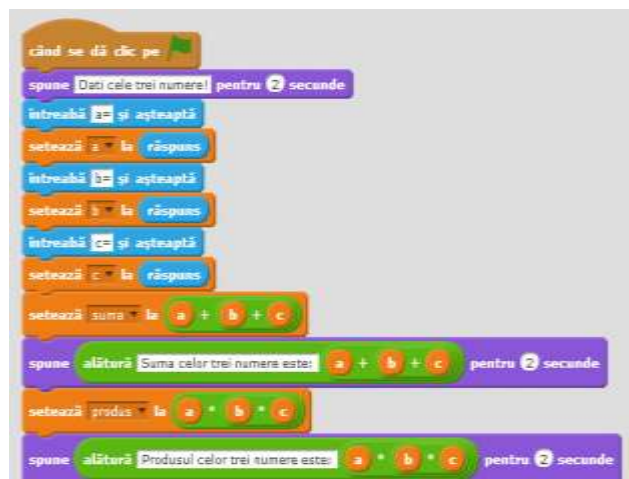 când se dă clic pe
spune Dati cele trei numere! pentru 2 secunde
întreabă a= și așteaptă
setează a la răspuns
întreabă b= și așteaptă
setează b la răspuns
întreabă c= și așteaptă
setează c la răspuns
setează suma la a + b + c
spune alătură Suma celor trei numere este: a + b + c pentru 2 secunde
setează produs la a * b * c
spune alătură Produsul celor trei numere este: a * b * c pentru 2 secunde